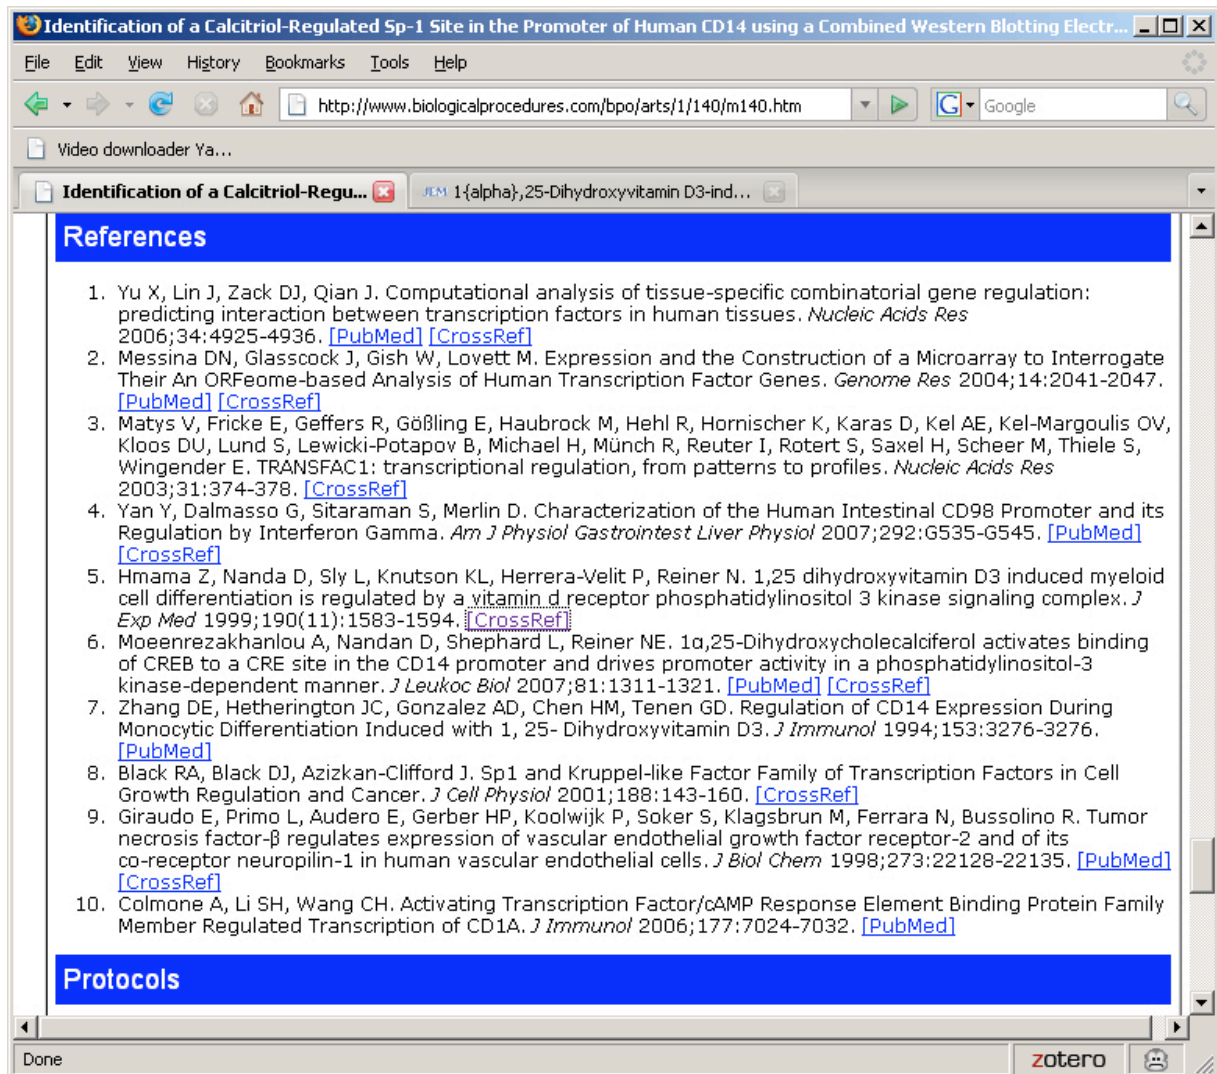 Identification of a Calcitriol-Regulated Sp-1 Site in the Promoter of Human CD14 using a Combined Western Blotting Electr...
File Edit View History Bookmarks Tools Help
http://www.biologicalprocedures.com/bpo/arts/1/140/m140.htm G Google
Video downloader Ya...
Identification of a Calcitriol-Regu... JEM 1{alpha},25-Dihydroxyvitamin D3-ind...
References
1. Yu X, Lin J, Zack DJ, Qian J. Computational analysis of tissue-specific combinatorial gene regulation:
predicting interaction between transcription factors in human tissues. Nucleic Acids Res
2006;34:4925-4936. [PubMed] [CrossRef]
2. Messina DN, Glasscock J, Gish W, Lovett M. Expression and the Construction of a Microarray to Interrogate
Their An ORFeome-based Analysis of Human Transcription Factor Genes. Genome Res 2004;14:2041-2047.
[PubMed] [CrossRef]
3. Matys V, Fricke E, Geffers R, Gößling E, Haubrock M, Hehl R, Hornischer K, Karas D, Kel AE, Kel-Margoulis OV,
Kloos DU, Lund S, Lewicki-Potapov B, Michael H, Münch R, Reuter I, Rotert S, Saxel H, Scheer M, Thiele S,
Wingender E. TRANSFAC1: transcriptional regulation, from patterns to profiles. Nucleic Acids Res
2003;31:374-378. [CrossRef]
4. Yan Y, Dalmasso G, Sitaraman S, Merlin D. Characterization of the Human Intestinal CD98 Promoter and its
Regulation by Interferon Gamma. Am J Physiol Gastrointest Liver Physiol 2007;292:G535-G545. [PubMed]
[CrossRef]
5. Hmama Z, Nanda D, Sly L, Knutson KL, Herrera-Velit P, Reiner N. 1,25 dihydroxyvitamin D3 induced myeloid
cell differentiation is regulated by a vitamin d receptor phosphatidylinositol 3 kinase signaling complex. J
Exp Med 1999;190(11):1583-1594. [CrossRef]
6. Moeenrezakhanlou A, Nandan D, Shephard L, Reiner NE. 1α,25-Dihydroxycholecalciferol activates binding
of CREB to a CRE site in the CD14 promoter and drives promoter activity in a phosphatidylinositol-3
kinase-dependent manner. J Leukoc Biol 2007;81:1311-1321. [PubMed] [CrossRef]
7. Zhang DE, Hetherington JC, Gonzalez AD, Chen HM, Tenen GD. Regulation of CD14 Expression During
Monocytic Differentiation Induced with 1, 25- Dihydroxyvitamin D3. J Immunol 1994;153:3276-3276.
[PubMed]
8. Black RA, Black DJ, Azizkan-Clifford J. Sp1 and Kruppel-like Factor Family of Transcription Factors in Cell
Growth Regulation and Cancer. J Cell Physiol 2001;188:143-160. [CrossRef]
9. Giraudo E, Primo L, Audero E, Gerber HP, Koolwijk P, Soker S, Klagsbrun M, Ferrara N, Bussolino R. Tumor
necrosis factor-β regulates expression of vascular endothelial growth factor receptor-2 and of its
co-receptor neuropilin-1 in human vascular endothelial cells. J Biol Chem 1998;273:22128-22135. [PubMed]
[CrossRef]
10. Colmone A, Li SH, Wang CH. Activating Transcription Factor/cAMP Response Element Binding Protein Family
Member Regulated Transcription of CD1A. J Immunol 2006;177:7024-7032. [PubMed]
Protocols
Done zotero